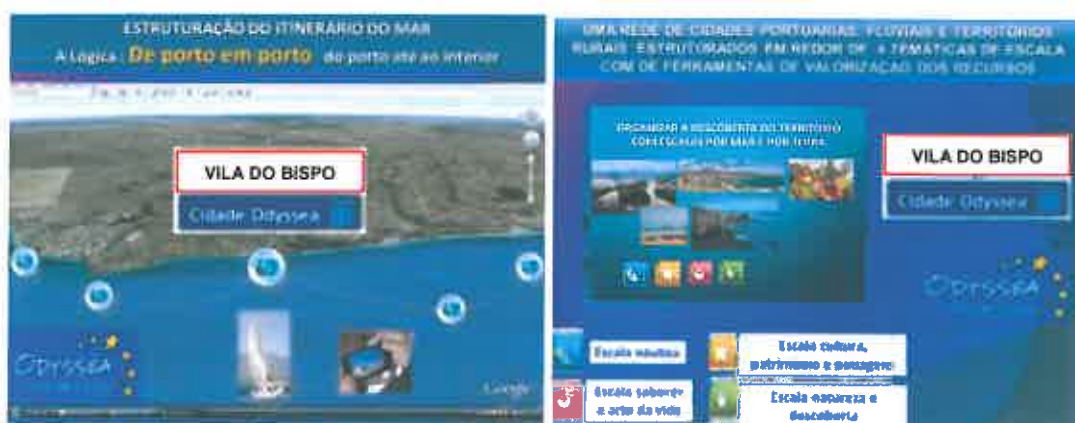 ESTRUTURAÇÃO DO ITINERÁRIO DO MAR
A Lógica : De porto em porto do porto até ao interior
VILA DO BISPO
Cidade Odyssea
ODYSSEA
Google
UMA REDE DE CIDADES PORTUARIAS, FLUVIAIS E TERRITÓRIOS
RURAIS ESTRUTURADOS EM REDOR DE 4 TEMÁTICAS DE ESCALA
COM DE FERRAMENTAS DE VALORIZAÇÃO DOS RECURSOS
ORGANIZAR A DESCOBERTA DO TERRITÓRIO
COM ESCALAS POR MAR E POR TERRA
VILA DO BISPO
Cidade Odyssea
ODYSSEA
Escala náutica
Escala cultura,
património e paisagem
Escala sabores
e arte da vida
Escala natureza e
descoberta